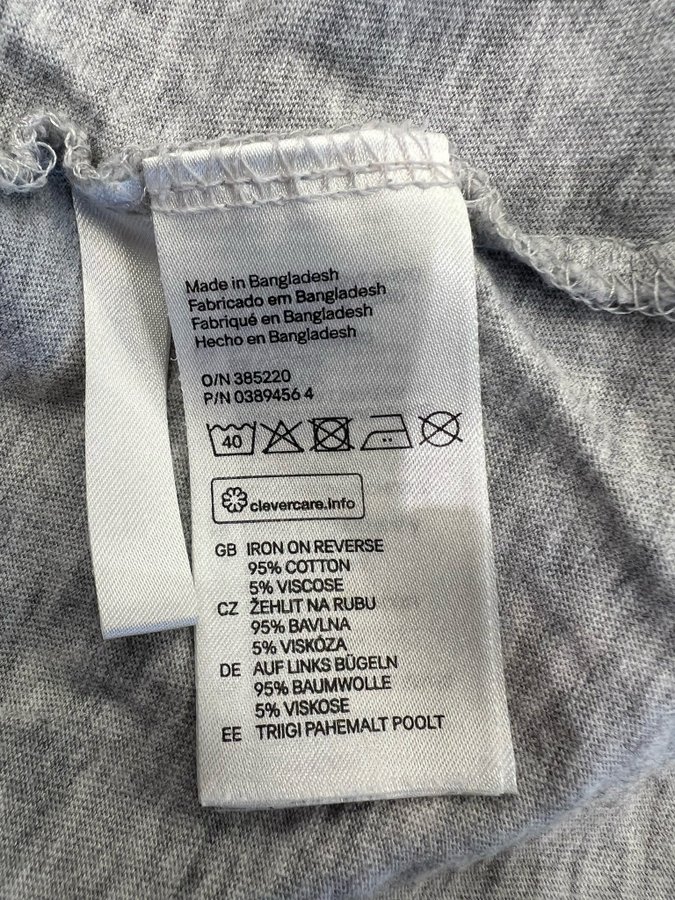 Made in Bangladesh
Fabricado em Bangladesh
Fabriqué en Bangladesh
Hecho en Bangladesh
O/N 385220
P/N 0389456 4
40
clevercare.info
GB IRON ON REVERSE
95% COTTON
5% VISCOSE
CZ ŽEHLIT NA RUBU
95% BAVLNA
5% VISKÓZA
DE AUF LINKS BÜGELN
95% BAUMWOLLE
5% VISKOSE
EE TRIIGI PAHEMALT POOLT